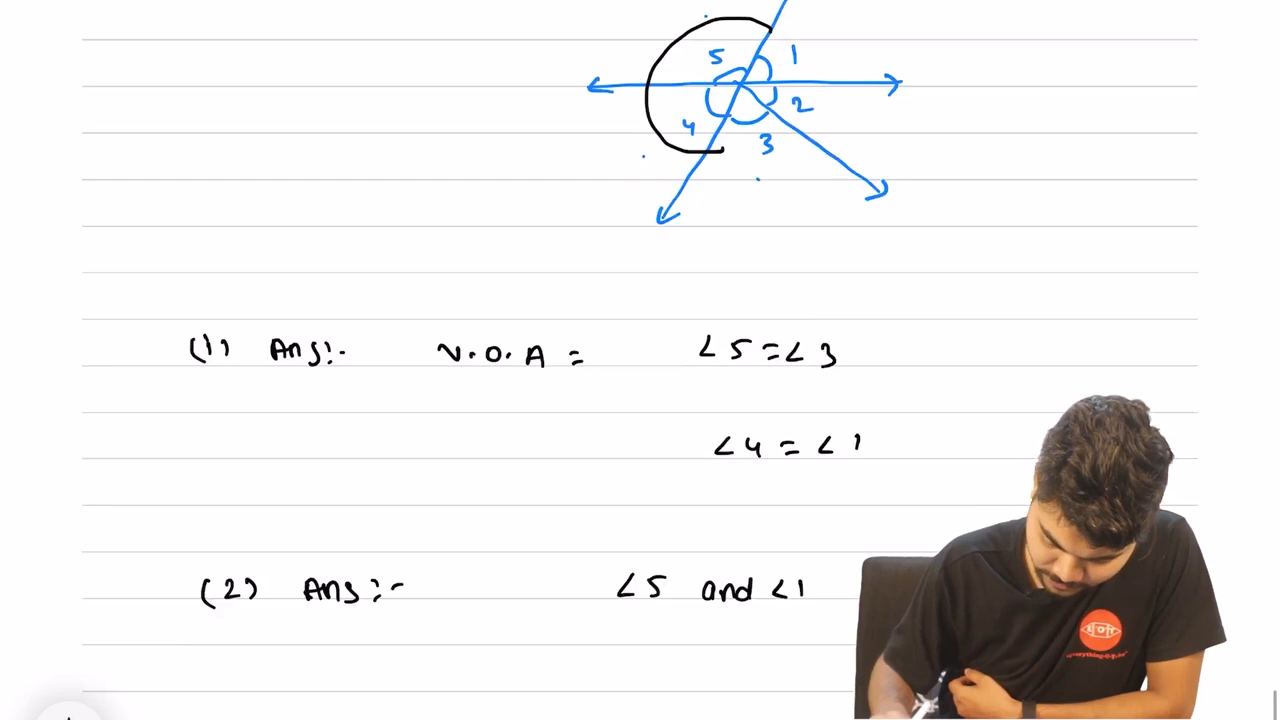 5 1
2
4
3
(1) Ans:- V.O.A = ∠5=∠3
∠4 = ∠1
(2) Ans:- ∠5 and ∠1